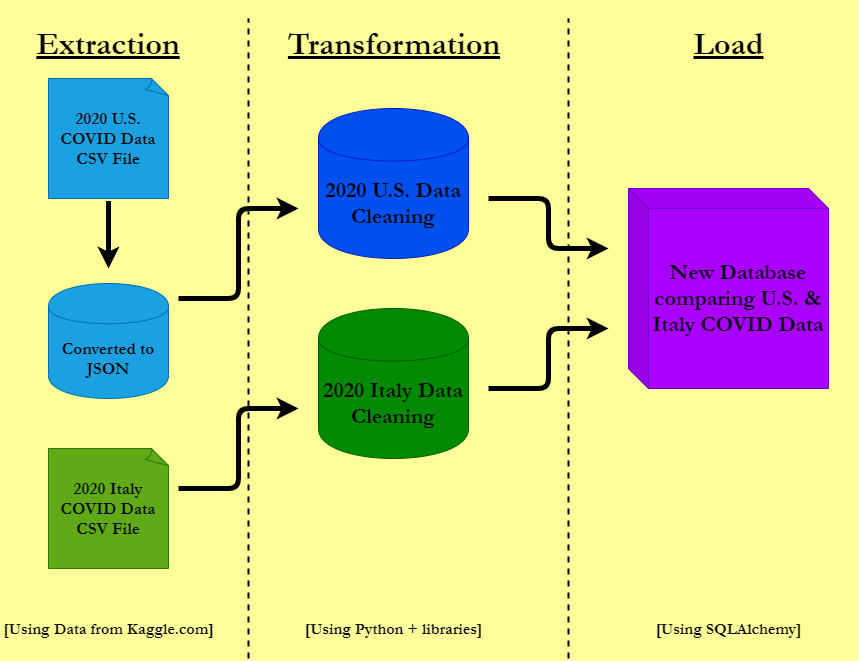 Extraction
Transformation
Load
2020 U.S.
COVID Data
CSV File
Converted to
JSON
2020 Italy
COVID Data
CSV File
2020 U.S. Data
Cleaning
2020 Italy Data
Cleaning
New Database
comparing U.S. &
Italy COVID Data
[Using Data from Kaggle.com]
[Using Python + libraries]
[Using SQLAlchemy]